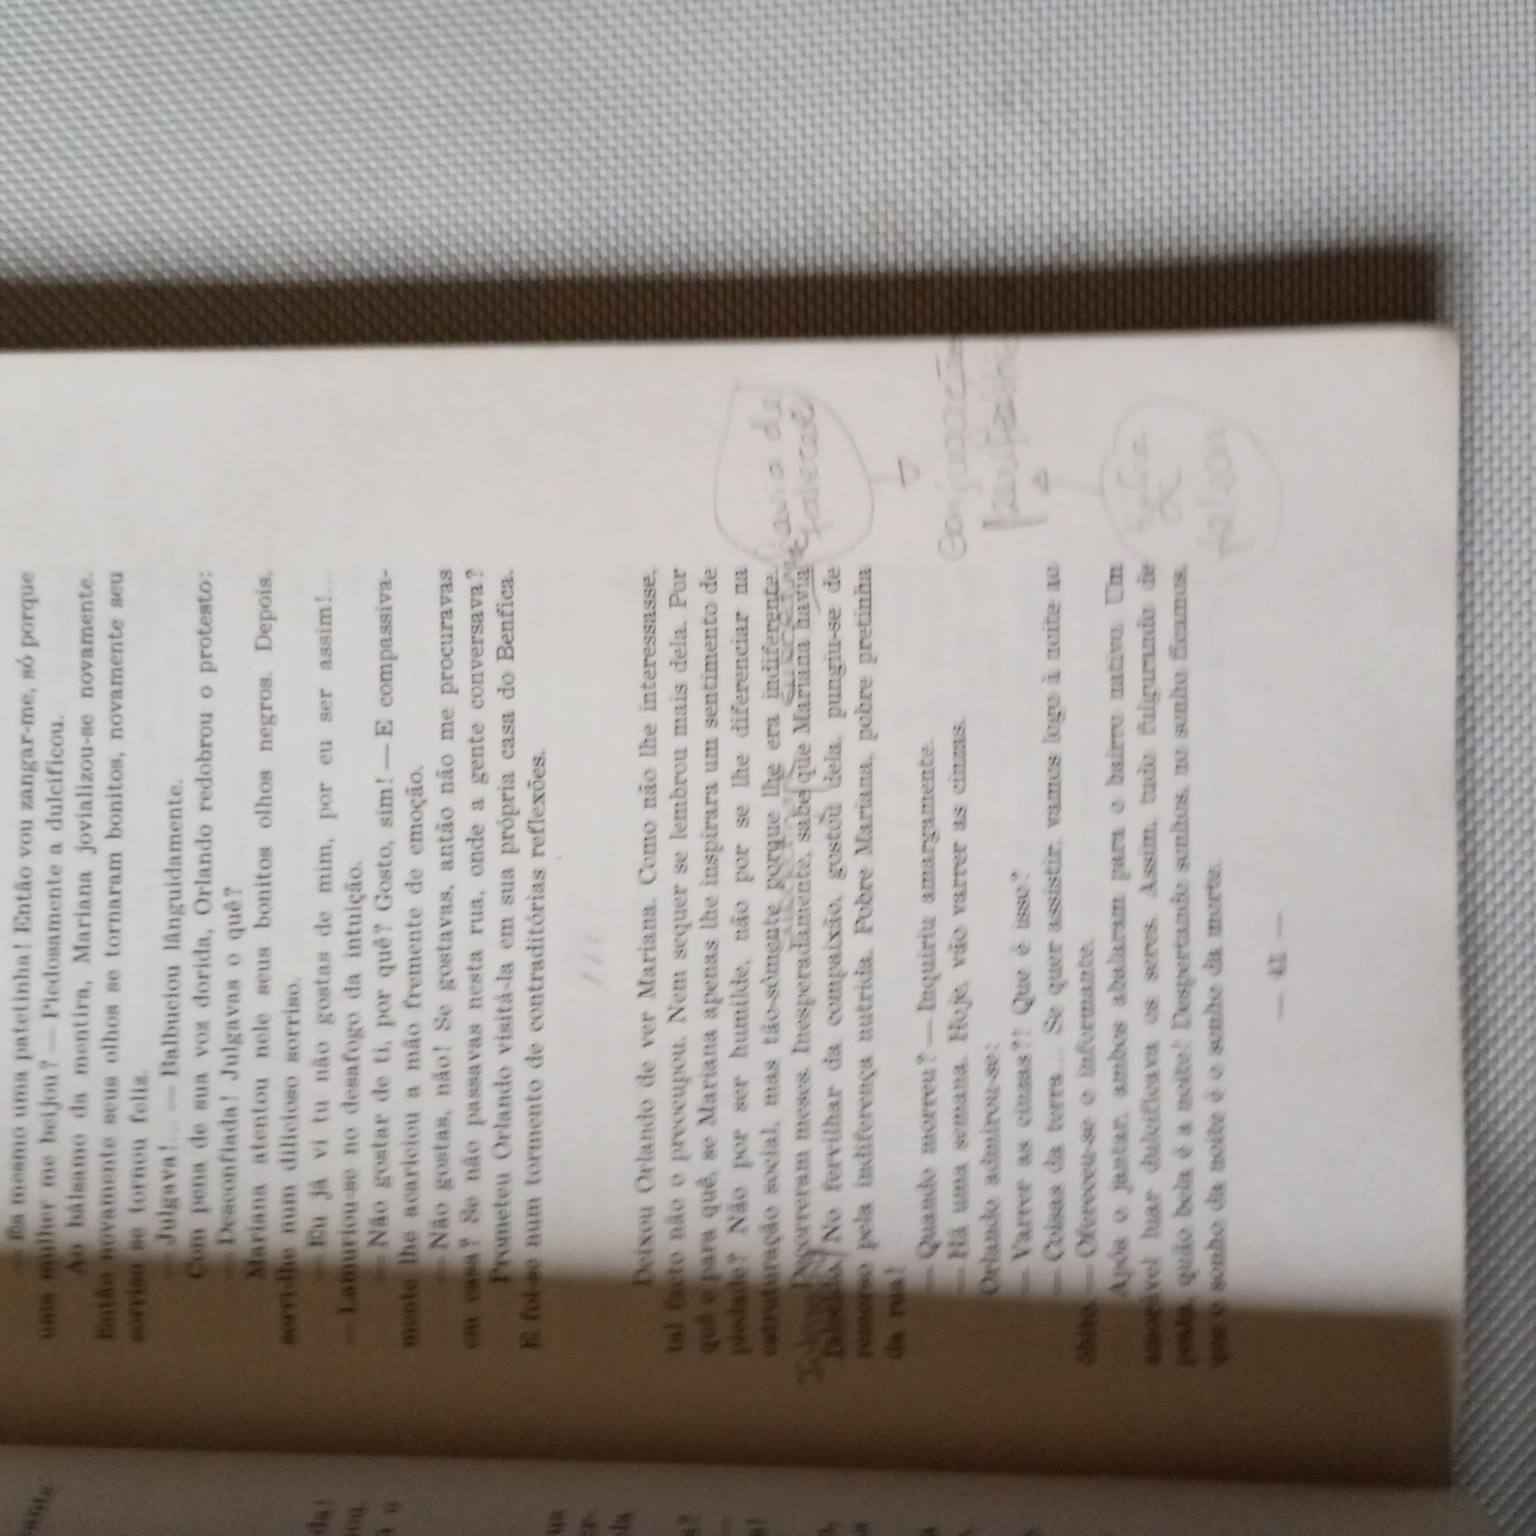 És mesmo uma patetinha! Então vou zangar-me, só porque
uma mulher me beijou? — Piedosamente a dulcificou.
Ao bálsamo da mentira, Mariana jovializou-se novamente.
Então novamente seus olhos se tornaram bonitos, novamente seu
sorriso se tornou feliz.
— Julgava!... — Balbuciou lânguidamente.
Com pena de sua voz dorida, Orlando redobrou o protesto:
— Desconfiada! Julgavas o quê?
Mariana atentou nele seus bonitos olhos negros. Depois,
sorri-lhe num dilicioso sorriso.
— Eu já vi tu não gostas de mim, por eu ser assim!...
— Lamuriou-se no desafogo da intuição.
— Não gostar de ti, por quê? Gosto, sim! — E compassiva-
mente lhe acariciou a mão fremente de emoção.
— Não gostas, não! Se gostavas, antão não me procuravas
em casa? Se não passavas nesta rua, onde a gente conversava?
Prometeu Orlando visitá-la em sua própria casa do Benfica.
E foi-se num tormento de contraditórias reflexões.
Deixou Orlando de ver Mariana. Como não lhe interessasse,
tal facto não o preocupou. Nem sequer se lembrou mais dela. Por
quê e para quê, se Mariana apenas lhe inspirara um sentimento de
piedade? Não por ser humilde, não por se lhe diferenciar na
estruturação social, mas tão-sòmente porque lhe era indiferente.
Decorreram meses. Inesperadamente, sabe que Mariana havia
falecido. No fervilhar da compaixão, gostou dela, pungiu-se de
remorso pela indiferença nutrida. Pobre Mariana, pobre pretinha
da rua!
— Quando morreu? — Inquiriu amargamente.
— Há uma semana. Hoje, vão varrer as cinzas.
Orlando admirou-se:
— Varrer as cinzas?! Que é isso?
— Coisas da terra... Se quer assistir, vamos logo à noite ao
óbito. — Ofereceu-se o informante.
Após o jantar, ambos abalaram para o bairro nativo. Um
amorável luar dulcificava os seres. Assim, tudo fulgurando de
prata, quão bela é a noite! Despertando sonhos, no sonho ficamos,
que o sonho da noite é o sonho da morte.
— 41 —
havia de
falecer
Conjugação